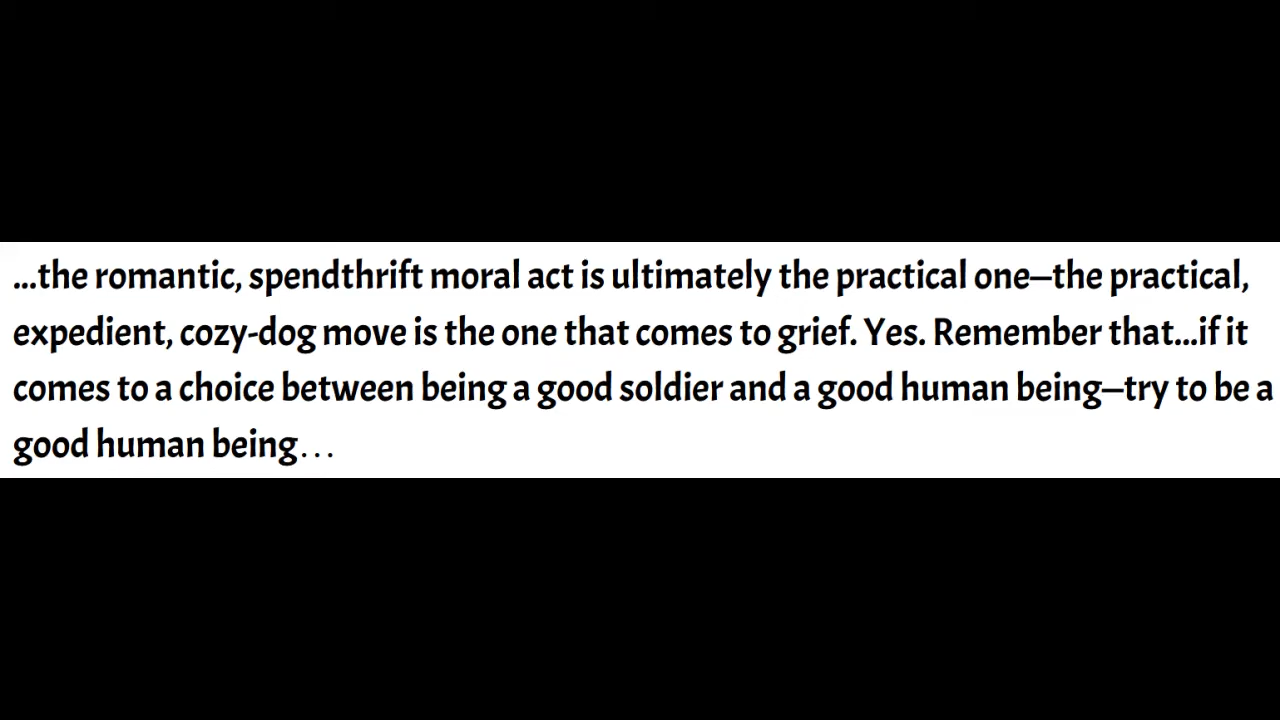 ...the romantic, spendthrift moral act is ultimately the practical one—the practical,
expedient, cozy-dog move is the one that comes to grief. Yes. Remember that...if it
comes to a choice between being a good soldier and a good human being—try to be a
good human being...